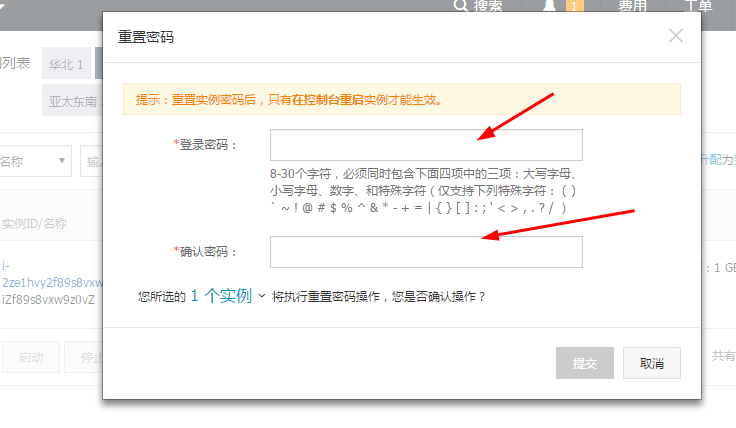 搜索
1
费用
工单
重置密码
列表
华北 1
亚太东南
提示：重置实例密码后，只有在控制台重启实例才能生效。
名称
*登录密码：
8-30个字符，必须同时包含下面四项中的三项：大写字母、
小写字母、数字、和特殊字符（仅支持下列特殊字符： ( )
` ~ ! @ # $ % ^ & * - + = | { } [ ] : ; ' < > , . ? / ）
升配
实例ID/名称
*确认密码：
i-
2ze1hvy2f89s8vxw
iZf89s8vxw9z0vZ
：1 GE
您所选的 1 个实例 将执行重置密码操作，您是否确认操作？
启动
停止
提交
取消
共有